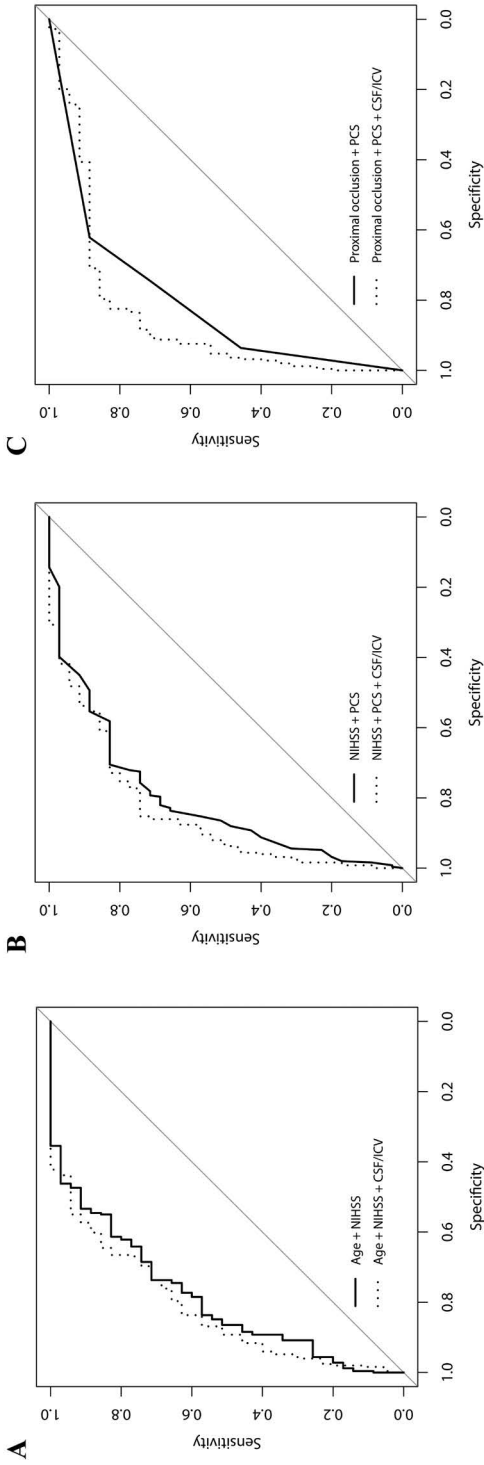 A
Sensitivity
1.0
0.8
0.6
0.4
0.2
0.0
1.0
0.8
0.6
0.4
0.2
0.0
Specificity
Age + NIHSS
Age + NIHSS + CSF/ICV
B
Sensitivity
1.0
0.8
0.6
0.4
0.2
0.0
1.0
0.8
0.6
0.4
0.2
0.0
Specificity
NIHSS + PCS
NIHSS + PCS + CSF/ICV
C
Sensitivity
1.0
0.8
0.6
0.4
0.2
0.0
1.0
0.8
0.6
0.4
0.2
0.0
Specificity
Proximal occlusion + PCS
Proximal occlusion + PCS + CSF/ICV